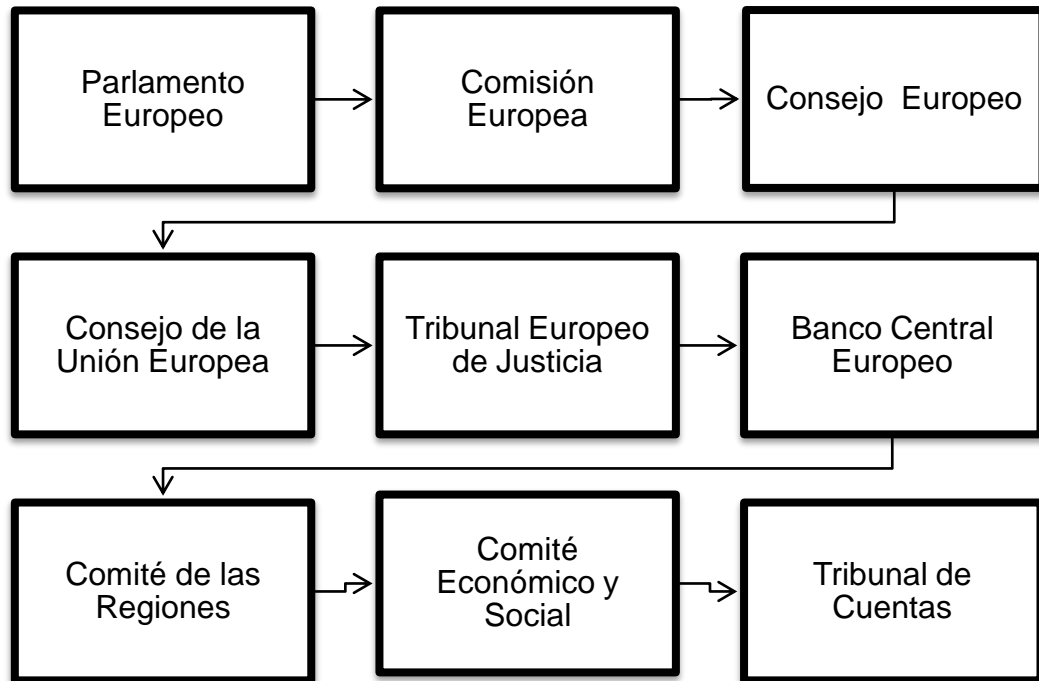 Parlamento
Europeo
Comisión
Europea
Consejo Europeo
Consejo de la
Unión Europea
Tribunal Europeo
de Justicia
Banco Central
Europeo
Comité de las
Regiones
Comité
Económico y
Social
Tribunal de
Cuentas